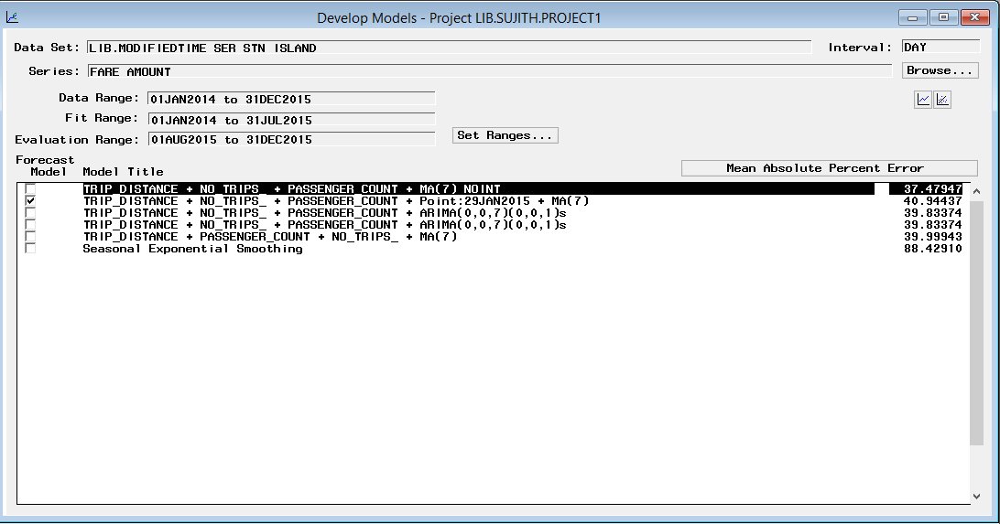 Develop Models - Project LIB.SUJITH.PROJECT1
Data Set: LIB.MODIFIEDTIME SER STN ISLAND Interval: DAY
Series: FARE AMOUNT Browse...
Data Range: 01JAN2014 to 31DEC2015
Fit Range: 01JAN2014 to 31JUL2015
Evaluation Range: 01AUG2015 to 31DEC2015 Set Ranges...
Forecast
Model Model Title Mean Absolute Percent Error
TRIP_DISTANCE + NO_TRIPS_ + PASSENGER_COUNT + MA(7) NOINT 37.47947
TRIP_DISTANCE + NO_TRIPS_ + PASSENGER_COUNT + Point:29JAN2015 + MA(7) 40.94437
TRIP_DISTANCE + NO_TRIPS_ + PASSENGER_COUNT + ARIMA(0,0,7)(0,0,1)s 39.83374
TRIP_DISTANCE + NO_TRIPS_ + PASSENGER_COUNT + ARIMA(0,0,7)(0,0,1)s 39.83374
TRIP_DISTANCE + PASSENGER_COUNT + NO_TRIPS_ + MA(7) 39.99943
Seasonal Exponential Smoothing 88.42910